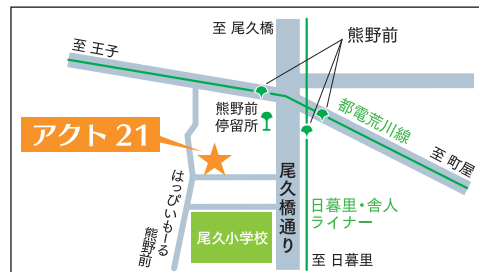 至 尾久橋
熊野前
至 王子
熊野前
停留所
都電荒川線
アクト 21
至 町屋
はっぴいもーる
熊野前
尾久橋通り
日暮里・舎人
ライナー
尾久小学校
至 日暮里